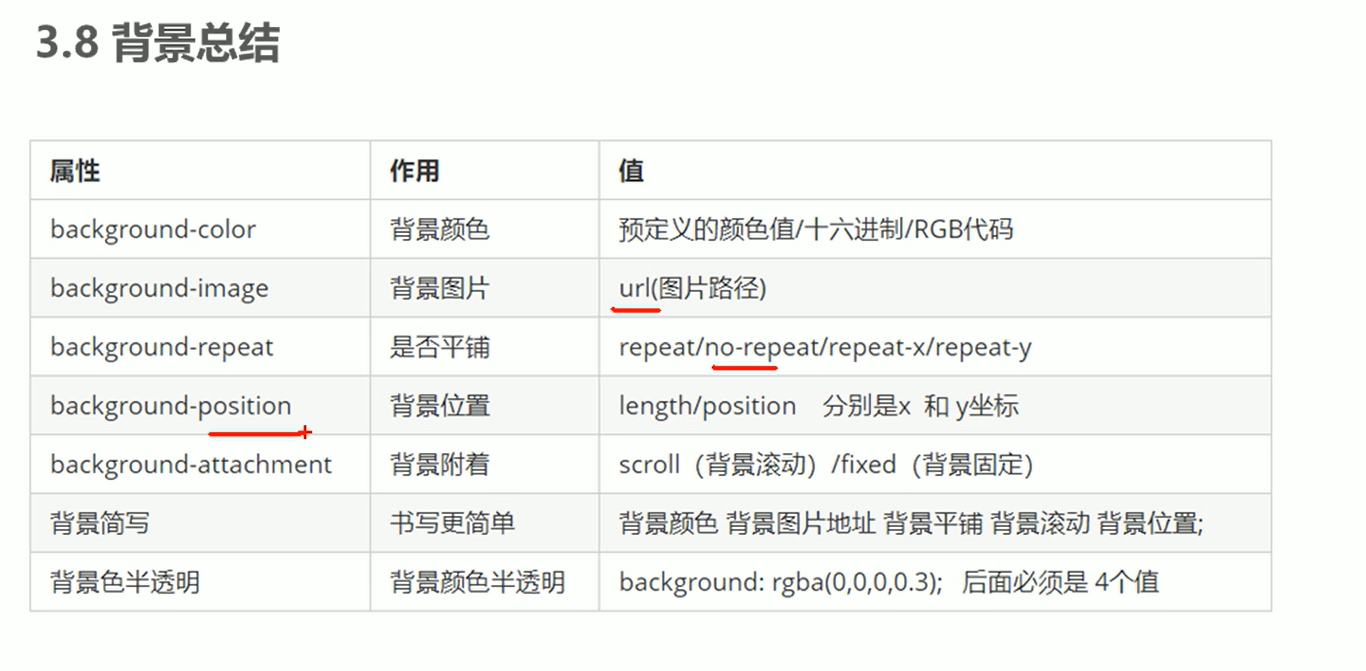 3.8 背景总结
属性 作用 值
background-color 背景颜色 预定义的颜色值/十六进制/RGB代码
background-image 背景图片 url(图片路径)
background-repeat 是否平铺 repeat/no-repeat/repeat-x/repeat-y
background-position 背景位置 length/position 分别是x 和 y坐标
background-attachment 背景附着 scroll（背景滚动）/fixed（背景固定）
背景简写 书写更简单 背景颜色 背景图片地址 背景平铺 背景滚动 背景位置;
背景色半透明 背景颜色半透明 background: rgba(0,0,0,0.3); 后面必须是 4个值